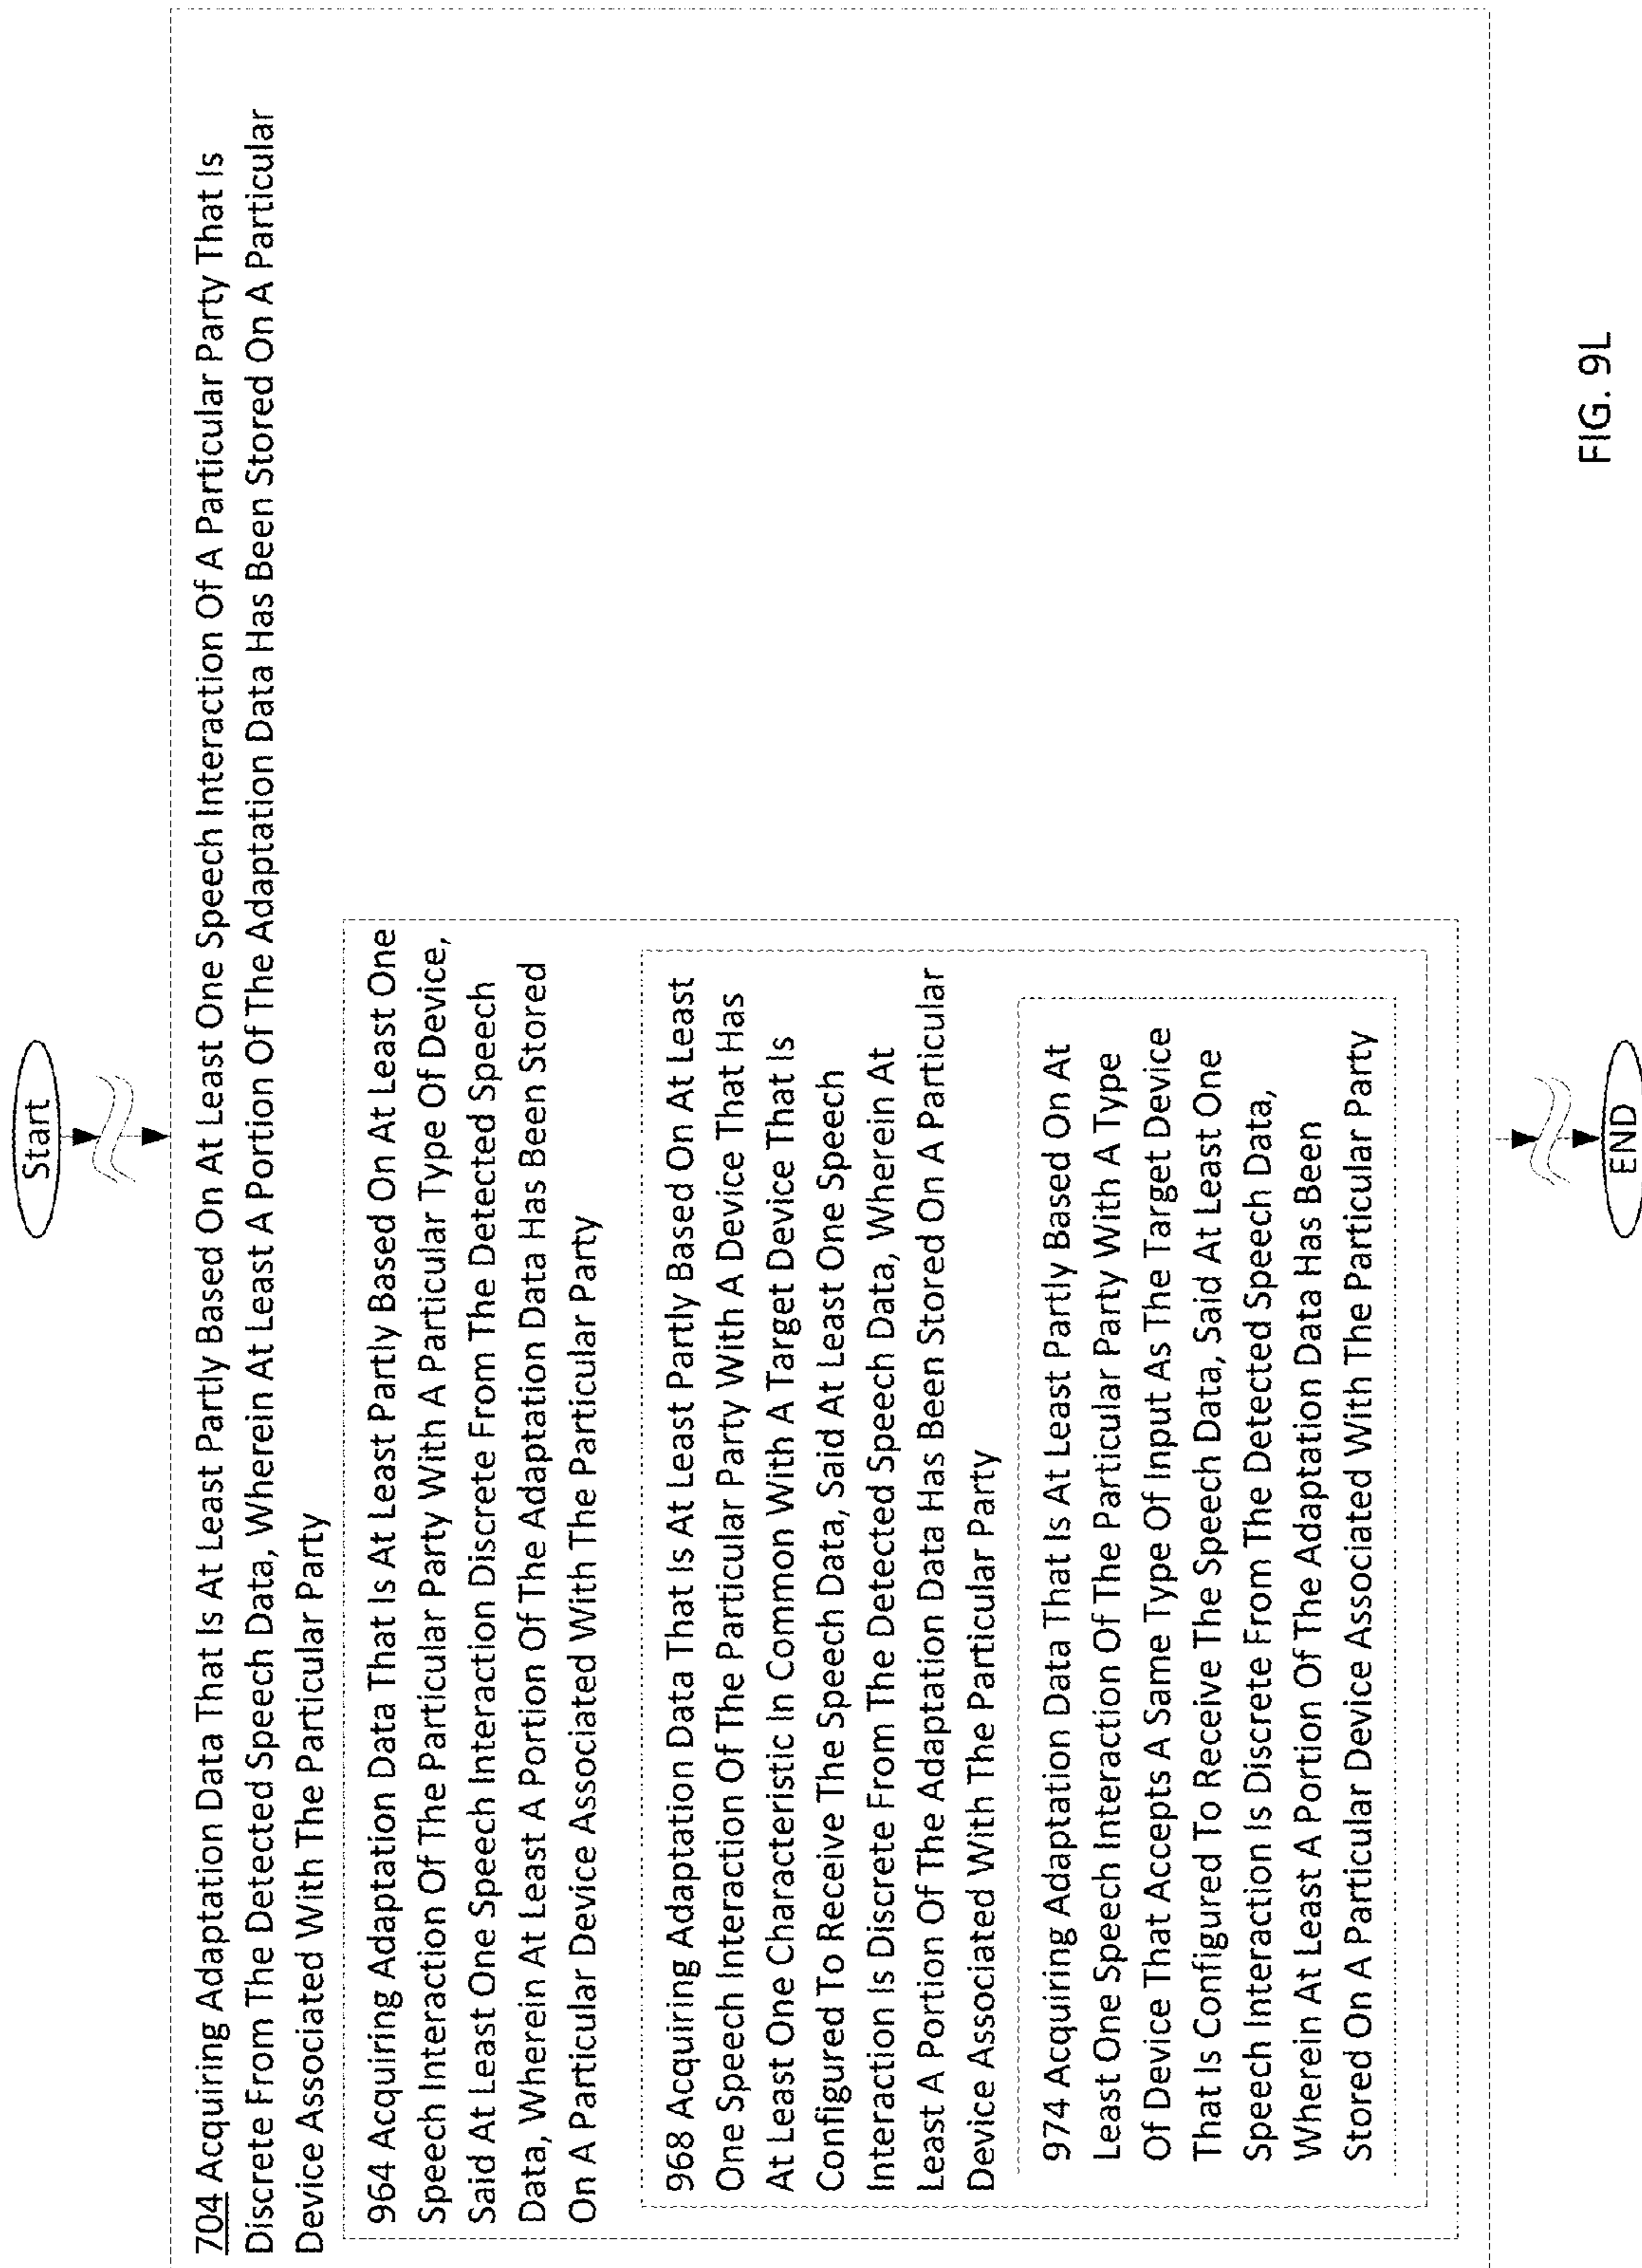 Start
704 Acquiring Adaptation Data That Is At Least Partly Based On At Least One Speech Interaction Of A Particular Party That Is
Discrete From The Detected Speech Data, Wherein At Least A Portion Of The Adaptation Data Has Been Stored On A Particular
Device Associated With The Particular Party
964 Acquiring Adaptation Data That Is At Least Partly Based On At Least One
Speech Interaction Of The Particular Party With A Particular Type Of Device,
Said At Least One Speech Interaction Discrete From The Detected Speech
Data, Wherein At Least A Portion Of The Adaptation Data Has Been Stored
On A Particular Device Associated With The Particular Party
968 Acquiring Adaptation Data That Is At Least Partly Based On At Least
One Speech Interaction Of The Particular Party With A Device That Has
At Least One Characteristic In Common With A Target Device That Is
Configured To Receive The Speech Data, Said At Least One Speech
Interaction Is Discrete From The Detected Speech Data, Wherein At
Least A Portion Of The Adaptation Data Has Been Stored On A Particular
Device Associated With The Particular Party
974 Acquiring Adaptation Data That Is At Least Partly Based On At
Least One Speech Interaction Of The Particular Party With A Type
Of Device That Accepts A Same Type Of Input As The Target Device
That Is Configured To Receive The Speech Data, Said At Least One
Speech Interaction Is Discrete From The Detected Speech Data,
Wherein At Least A Portion Of The Adaptation Data Has Been
Stored On A Particular Device Associated With The Particular Party
END
FIG. 9L